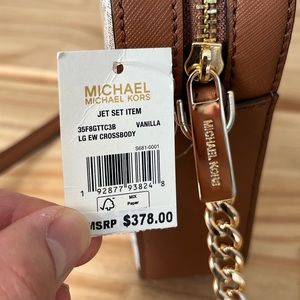 MICHAEL
MICHAEL KORS
JET SET ITEM
35F8GTTC3B VANILLA
LG EW CROSSBODY
S681-0001
1 92877 93824 8
FSC
MIX
Paper
MSRP $378.00
MICHAEL KORS